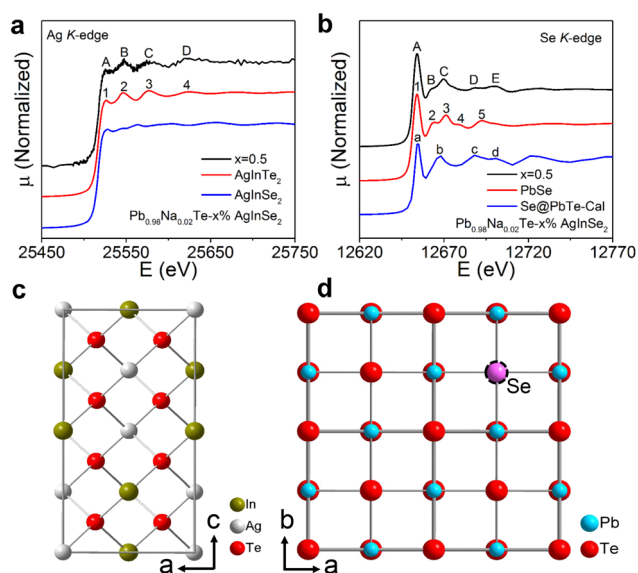 a
Ag K-edge
A
B
C
D
1
2
3
4
x=0.5
AgInTe₂
AgInSe₂
Pb₀.₉₈Na₀.₀₂Te-x% AgInSe₂
μ (Normalized)
25450 25550 25650 25750
E (eV)
b
Se K-edge
A
B
C
D
E
1
2
3
4
5
a
b
c
d
x=0.5
PbSe
Se@PbTe-Cal
Pb₀.₉₈Na₀.₀₂Te-x% AgInSe₂
μ (Normalized)
12620 12670 12720 12770
E (eV)
c
In
Ag
Te
c
a
d
Se
b
a
Pb
Te